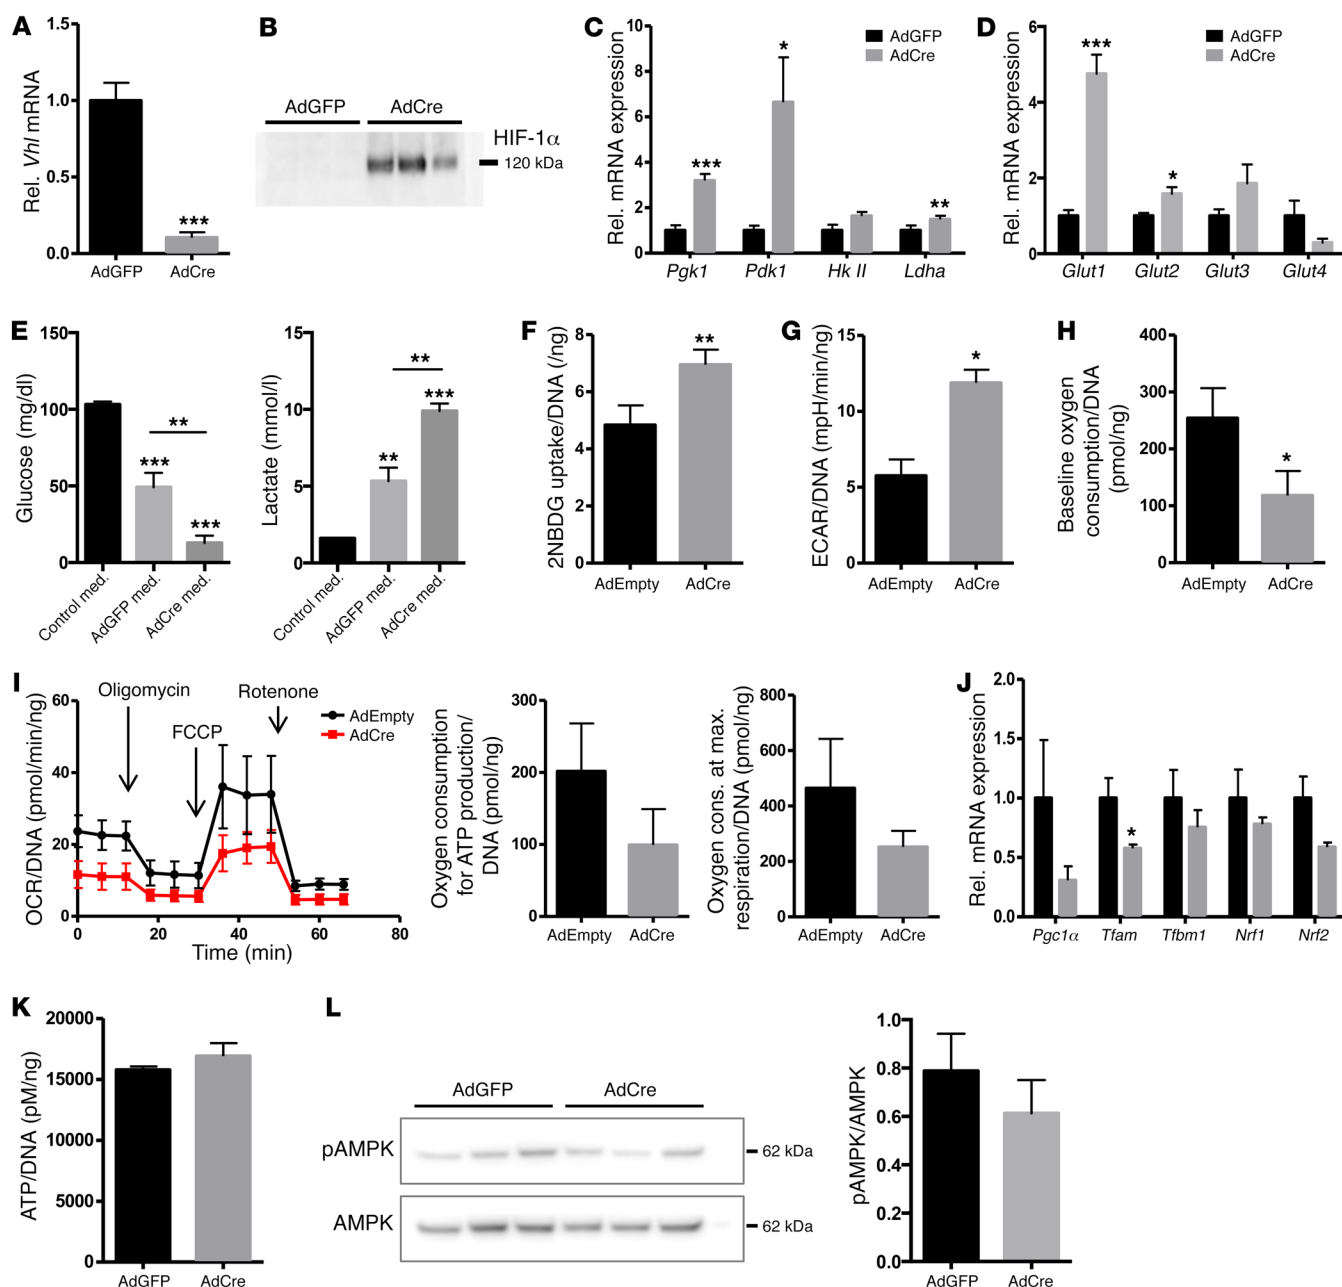 A
Rel. Vhl mRNA
1.5
1.0
0.5
0.0
***
AdGFP
AdCre
B
AdGFP
AdCre
HIF-1α
120 kDa
C
Rel. mRNA expression
10
8
6
4
2
0
AdGFP
AdCre
***
*
**
Pgk1
Pdk1
Hk II
Ldha
D
Rel. mRNA expression
6
4
2
0
AdGFP
AdCre
***
*
Glut1
Glut2
Glut3
Glut4
E
Glucose (mg/dl)
150
100
50
0
**
***
***
Control med.
AdGFP med.
AdCre med.
Lactate (mmol/l)
15
10
5
0
**
***
**
Control med.
AdGFP med.
AdCre med.
F
2NBDG uptake/DNA (/ng)
8
6
4
2
0
**
AdEmpty
AdCre
G
ECAR/DNA (mpH/min/ng)
15
10
5
0
*
AdEmpty
AdCre
H
Baseline oxygen
consumption/DNA
(pmol/ng)
400
300
200
100
0
*
AdEmpty
AdCre
I
OCR/DNA (pmol/min/ng)
60
40
20
0
Oligomycin
FCCP
Rotenone
AdEmpty
AdCre
0
20
40
60
80
Time (min)
Oxygen consumption
for ATP production/
DNA (pmol/ng)
300
200
100
0
AdEmpty
AdCre
Oxygen cons. at max.
respiration/DNA (pmol/ng)
800
600
400
200
0
AdEmpty
AdCre
J
Rel. mRNA expression
2.0
1.5
1.0
0.5
0.0
*
Pgc1α
Tfam
Tfbm1
Nrf1
Nrf2
K
ATP/DNA (pM/ng)
20000
15000
10000
5000
0
AdGFP
AdCre
L
AdGFP
AdCre
pAMPK
62 kDa
AMPK
62 kDa
pAMPK/AMPK
1.0
0.8
0.6
0.4
0.2
0.0
AdGFP
AdCre